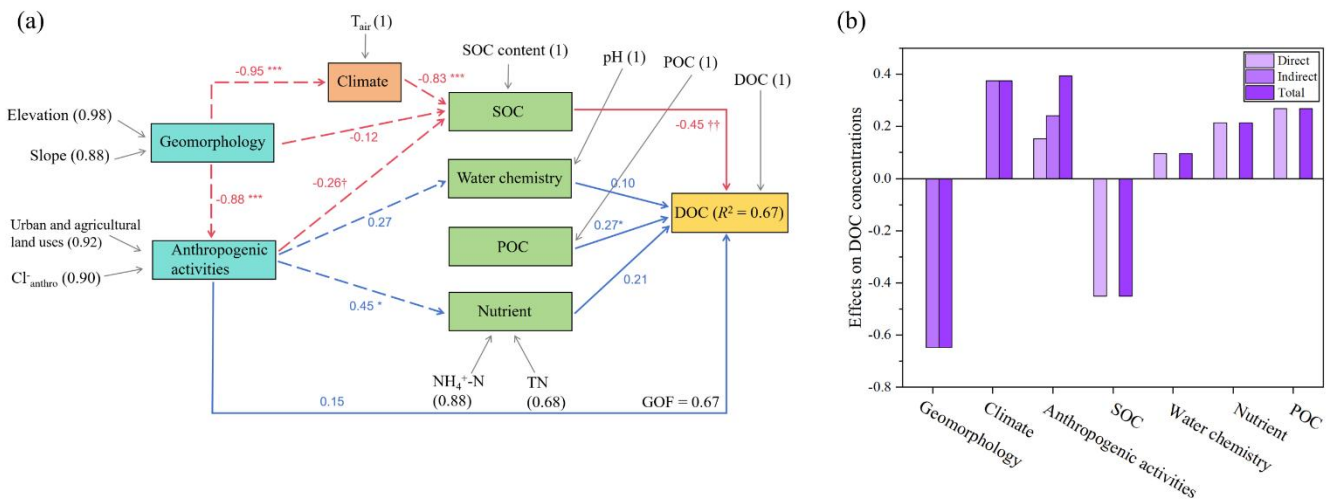 (a)
T_air (1)
SOC content (1)
pH (1)
POC (1)
DOC (1)
-0.95 ***
Climate
-0.83 ***
SOC
-0.45 ††
Elevation (0.98)
Slope (0.88)
Geomorphology
-0.12
-0.88 ***
-0.26†
Water chemistry
0.10
0.27
DOC (R² = 0.67)
0.27*
POC
Urban and agricultural
land uses (0.92)
Cl⁻anthro (0.90)
Anthropogenic
activities
0.21
0.45 *
Nutrient
NH₄⁺-N
(0.88)
TN
(0.68)
0.15
GOF = 0.67
(b)
Direct
Indirect
Total
Effects on DOC concentrations
0.4
0.2
0.0
-0.2
-0.4
-0.6
-0.8
Geomorphology
Climate
Anthropogenic activities
SOC
Water chemistry
Nutrient
POC